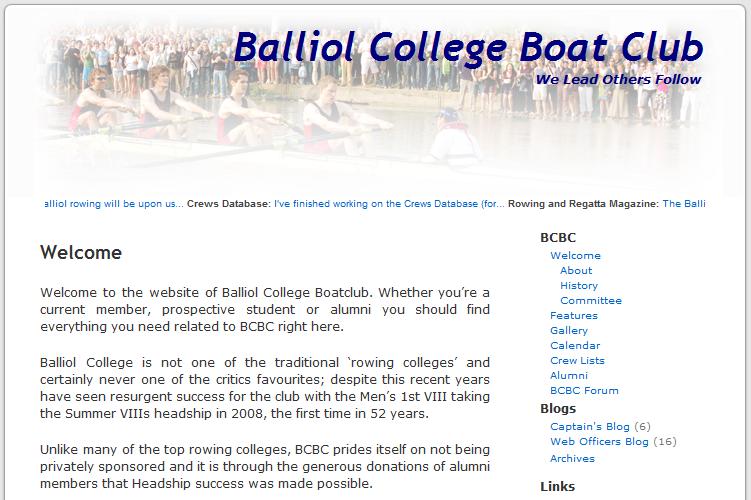 Balliol College Boat Club
We Lead Others Follow
alliol rowing will be upon us... Crews Database: I've finished working on the Crews Database (for... Rowing and Regatta Magazine: The Balli
Welcome
Welcome to the website of Balliol College Boatclub. Whether you’re a
current member, prospective student or alumni you should find
everything you need related to BCBC right here.
Balliol College is not one of the traditional ‘rowing colleges’ and
certainly never one of the critics favourites; despite this recent years
have seen resurgent success for the club with the Men’s 1st VIII taking
the Summer VIIIs headship in 2008, the first time in 52 years.
Unlike many of the top rowing colleges, BCBC prides itself on not being
privately sponsored and it is through the generous donations of alumni
members that Headship success was made possible.
BCBC
Welcome
About
History
Committee
Features
Gallery
Calendar
Crew Lists
Alumni
BCBC Forum
Blogs
Captain's Blog (6)
Web Officers Blog (16)
Archives
Links